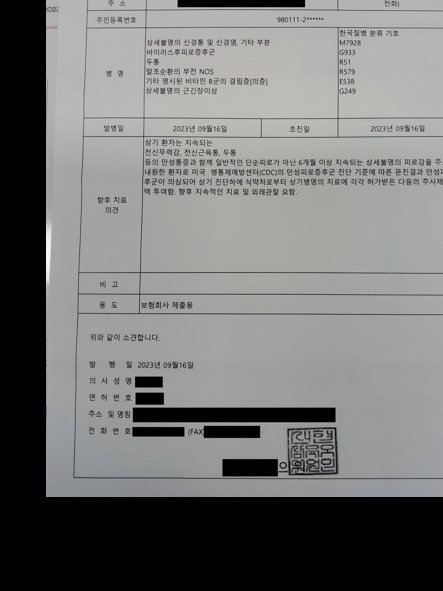 주 소 전화)
주민등록번호 980111-2******
한국질병 분류 기호
상세불명의 신경통 및 신경염, 기타 부분 M7928
바이러스후피로증후군 G933
두통 R51
병 명 말초순환의 부전 NOS R579
기타 명시된 비타민 B군의 결핍증[의증] E538
상세불명의 근긴장이상 G249
발병일 2023년 09월16일 초진일 2023년 09월16일
상기 환자는 지속되는
전신무력감, 전신근육통, 두통
등의 만성통증과 함께 일반적인 단순피로가 아닌 6개월 이상 지속되는 상세불명의 피로감을 주
내원한 환자로 미국 병통제예방센터(CDC)의 만성피로증후군 진단 기준에 따른 문진결과 만성피
후군이 의심되어 상기 진단하에 식약처로부터 상기병명의 치료에 각각 허가받은 다음의 주사제
액 투여함. 향후 지속적인 치료 및 외래관찰 요함.
향후 치료
의견
비 고
용 도 보험회사 제출용
위와 같이 소견합니다.
발 행 일 2023년 09월16일
의 사 성 명
면 허 번 호
주소 및 명칭
전 화 번 호 (FAX)